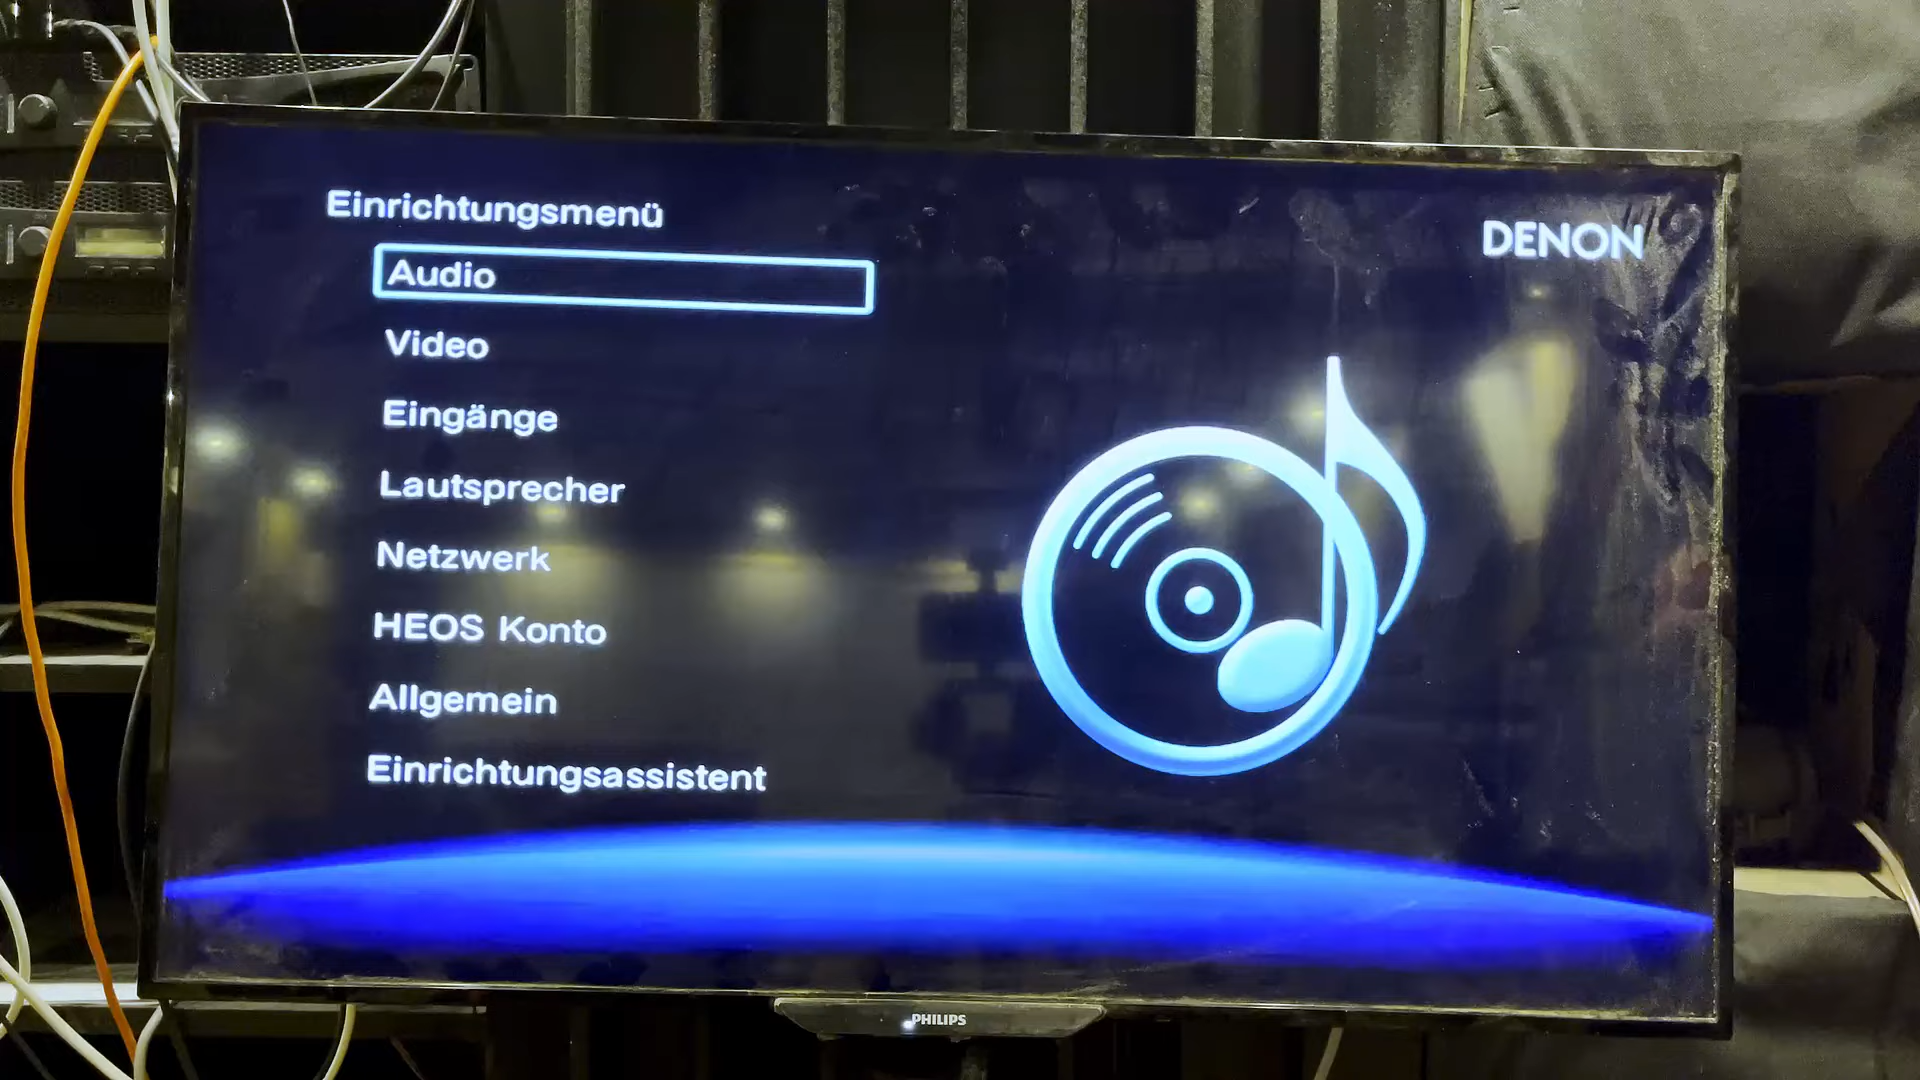 Einrichtungsmenü
DENON
Audio
Video
Eingänge
Lautsprecher
Netzwerk
HEOS Konto
Allgemein
Einrichtungsassistent
PHILIPS